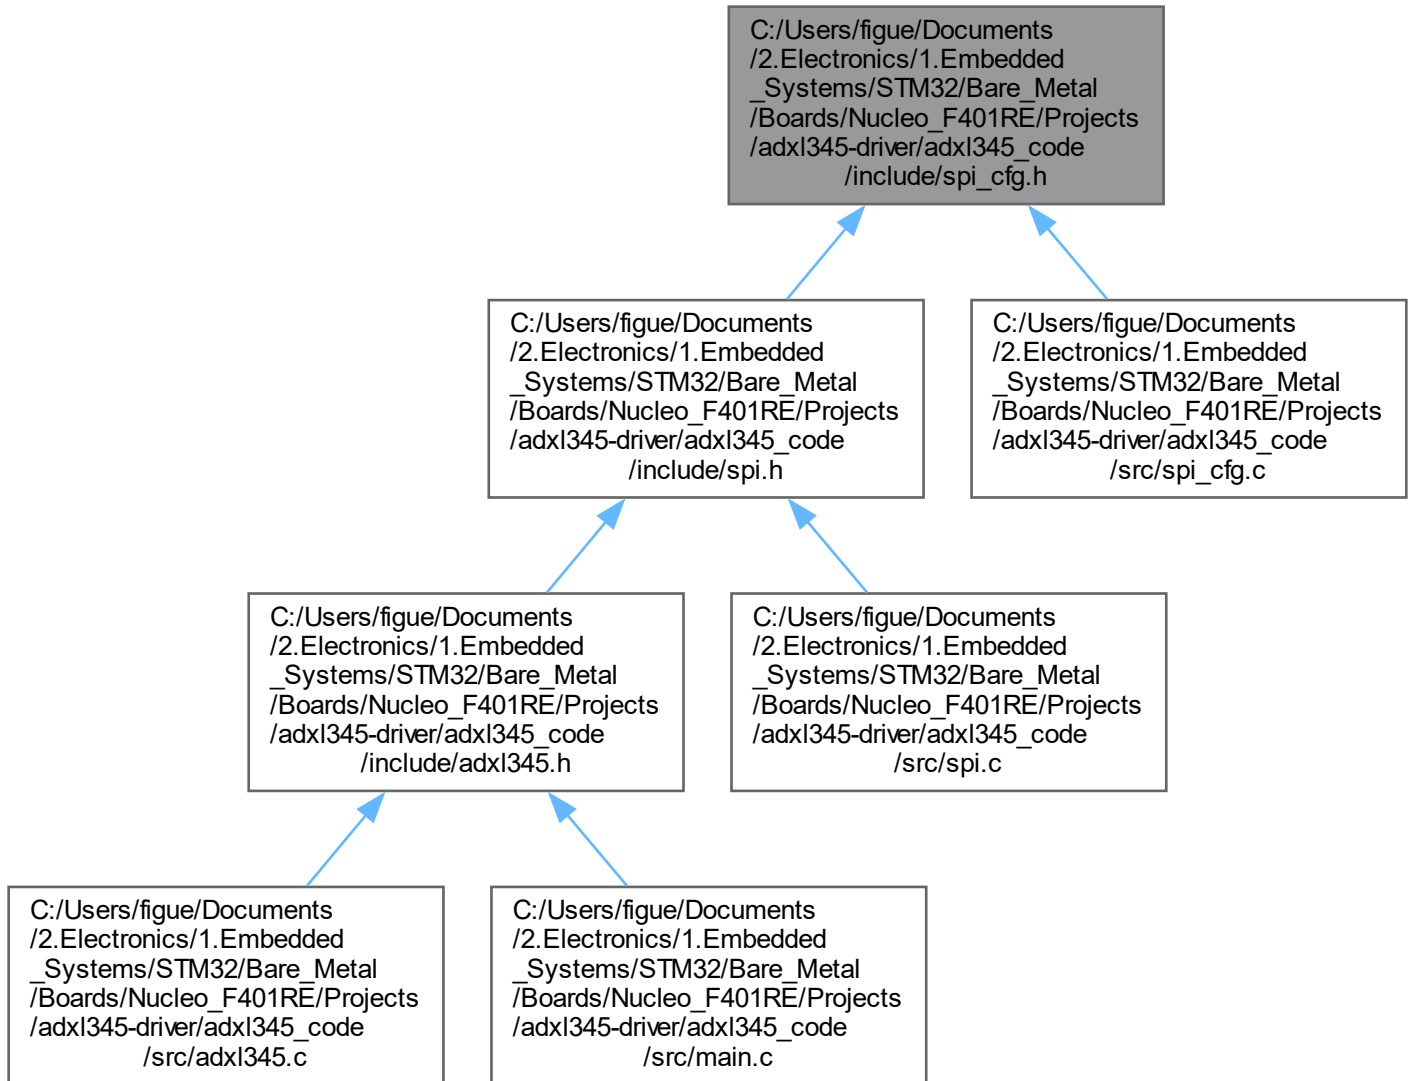 C:/Users/figue/Documents
/2.Electronics/1.Embedded
_Systems/STM32/Bare_Metal
/Boards/Nucleo_F401RE/Projects
/adxl345-driver/adxl345_code
/include/spi_cfg.h
C:/Users/figue/Documents
/2.Electronics/1.Embedded
_Systems/STM32/Bare_Metal
/Boards/Nucleo_F401RE/Projects
/adxl345-driver/adxl345_code
/include/spi.h
C:/Users/figue/Documents
/2.Electronics/1.Embedded
_Systems/STM32/Bare_Metal
/Boards/Nucleo_F401RE/Projects
/adxl345-driver/adxl345_code
/src/spi_cfg.c
C:/Users/figue/Documents
/2.Electronics/1.Embedded
_Systems/STM32/Bare_Metal
/Boards/Nucleo_F401RE/Projects
/adxl345-driver/adxl345_code
/include/adxl345.h
C:/Users/figue/Documents
/2.Electronics/1.Embedded
_Systems/STM32/Bare_Metal
/Boards/Nucleo_F401RE/Projects
/adxl345-driver/adxl345_code
/src/spi.c
C:/Users/figue/Documents
/2.Electronics/1.Embedded
_Systems/STM32/Bare_Metal
/Boards/Nucleo_F401RE/Projects
/adxl345-driver/adxl345_code
/src/adxl345.c
C:/Users/figue/Documents
/2.Electronics/1.Embedded
_Systems/STM32/Bare_Metal
/Boards/Nucleo_F401RE/Projects
/adxl345-driver/adxl345_code
/src/main.c